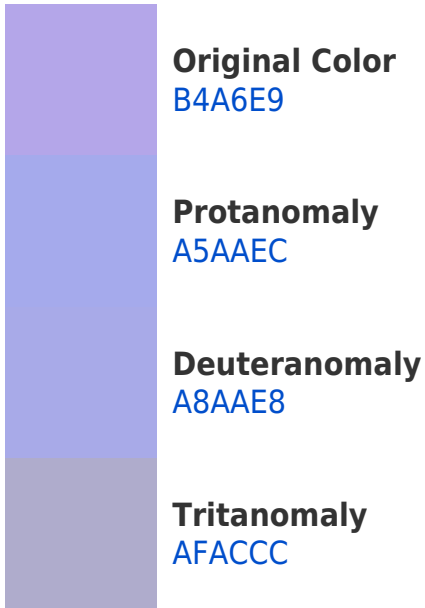 Original Color
B4A6E9
Protanomaly
A5AAEC
Deuteranomaly
A8AAE8
Tritanomaly
AFACCC